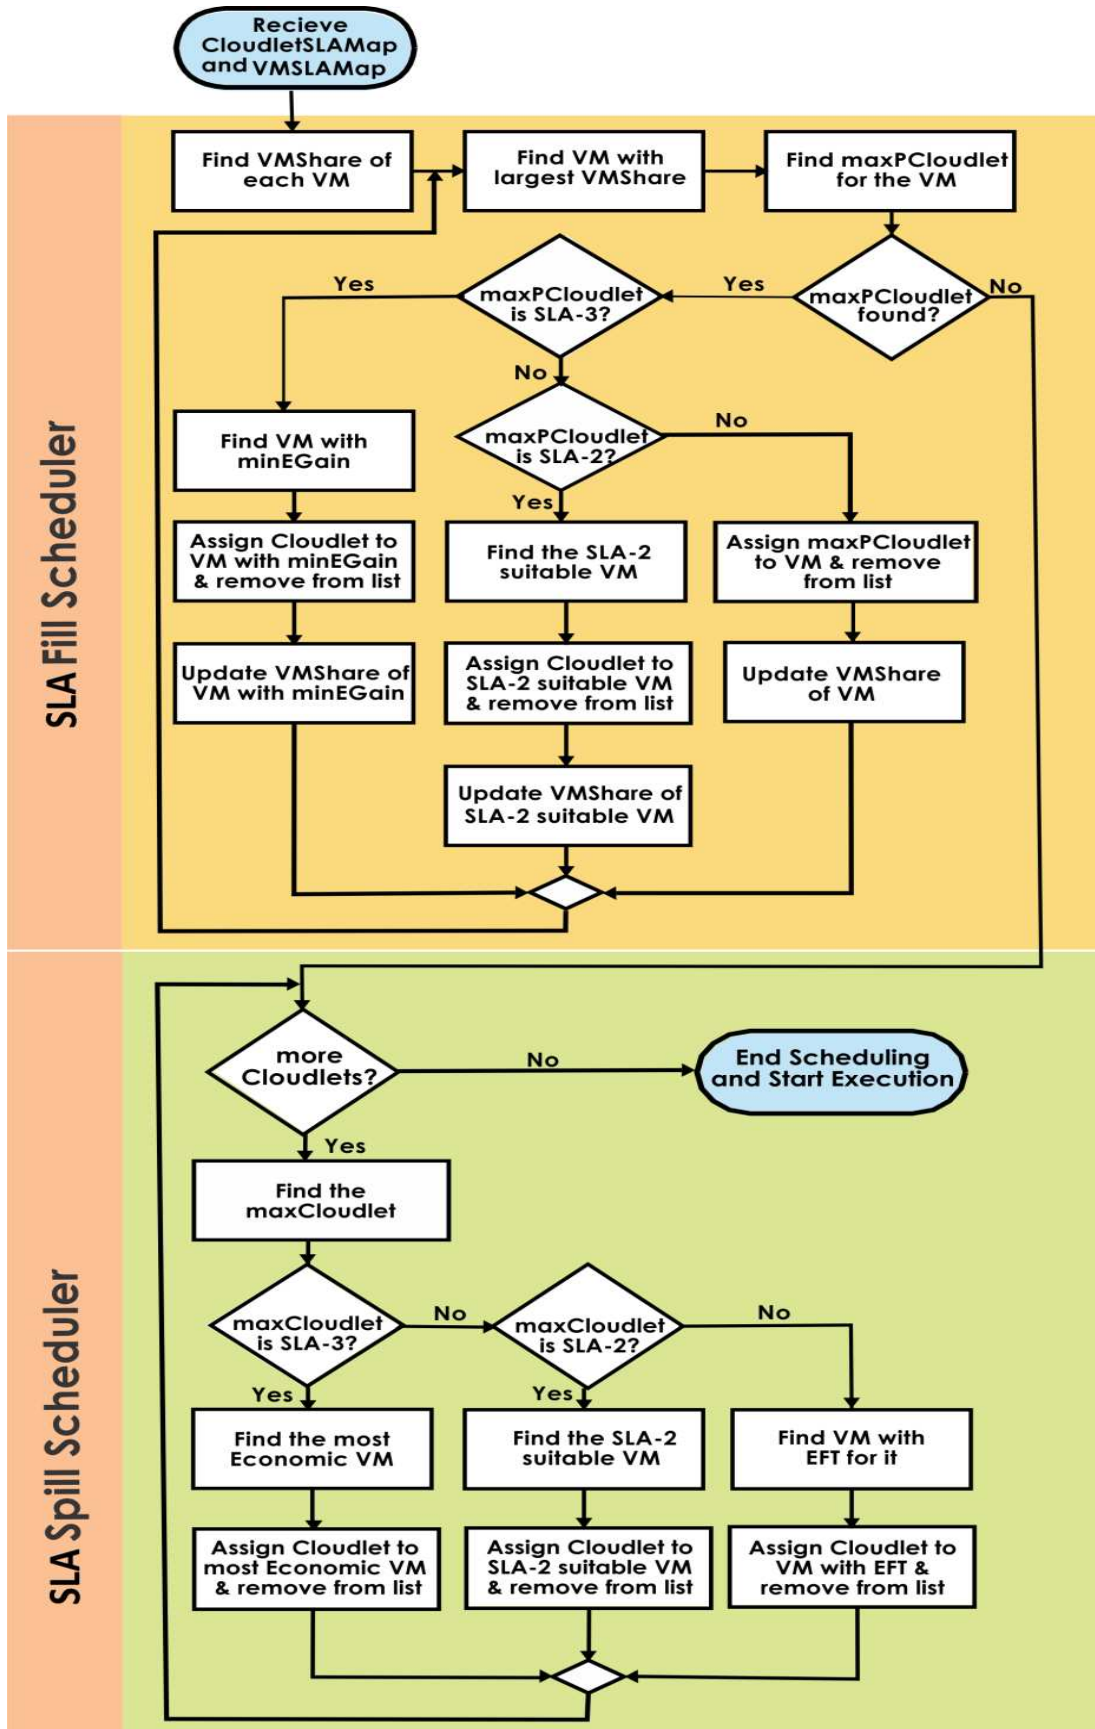 Recieve
CloudletSLAMap
and VMSLAMap
SLA Fill Scheduler
Find VMShare of
each VM
Find VM with
largest VMShare
Find maxPCloudlet
for the VM
maxPCloudlet
found?
Yes
No
maxPCloudlet
is SLA-3?
Yes
No
Find VM with
minEGain
maxPCloudlet
is SLA-2?
No
Yes
Assign Cloudlet to
VM with minEGain
& remove from list
Find the SLA-2
suitable VM
Assign maxPCloudlet
to VM & remove
from list
Update VMShare of
VM with minEGain
Assign Cloudlet to
SLA-2 suitable VM
& remove from list
Update VMShare
of VM
Update VMShare of
SLA-2 suitable VM
SLA Spill Scheduler
more
Cloudlets?
No
End Scheduling
and Start Execution
Yes
Find the
maxCloudlet
maxCloudlet
is SLA-3?
No
maxCloudlet
is SLA-2?
No
Yes
Yes
Find the most
Economic VM
Find the SLA-2
suitable VM
Find VM with
EFT for it
Assign Cloudlet to
most Economic VM
& remove from list
Assign Cloudlet to
SLA-2 suitable VM
& remove from list
Assign Cloudlet to
VM with EFT &
remove from list